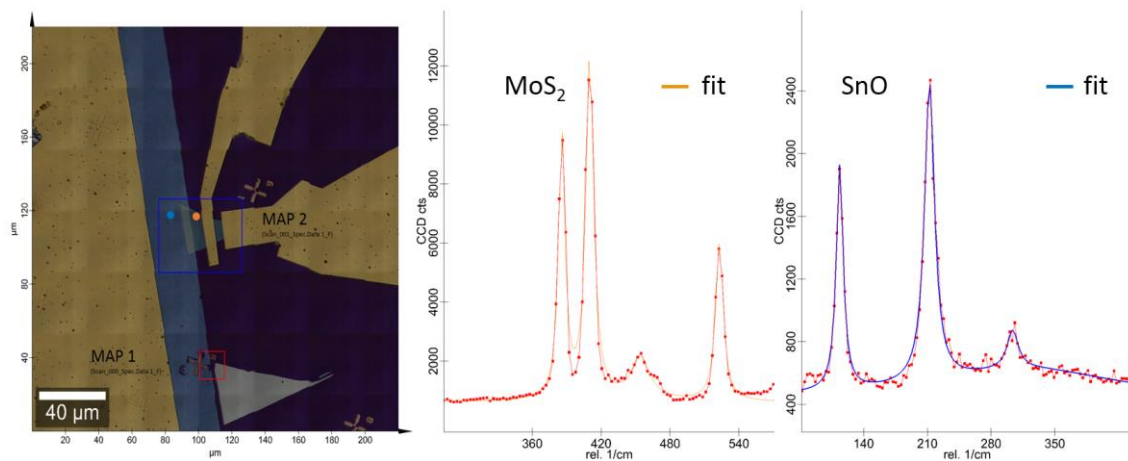 220
200
160
120
80
40
µm
MAP 2
(Scan_001_Spec.Data 1_F)
MAP 1
(Scan_000_Spec.Data 1_F)
40 µm
20 40 60 80 100 120 140 160 180 200
µm
MoS2
fit
CCD cts
12000
10000
8000
6000
4000
2000
360 420 480 540
rel. 1/cm
SnO
fit
CCD cts
2400
2000
1600
1200
800
400
140 210 280 350
rel. 1/cm